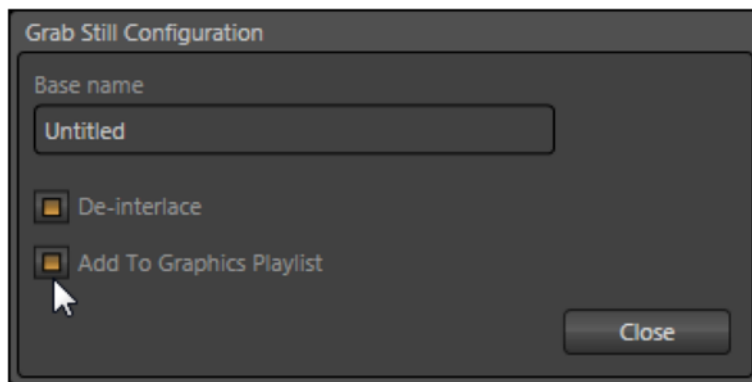 Grab Still Configuration
Base name
Untitled
De-interlace
Add To Graphics Playlist
Close